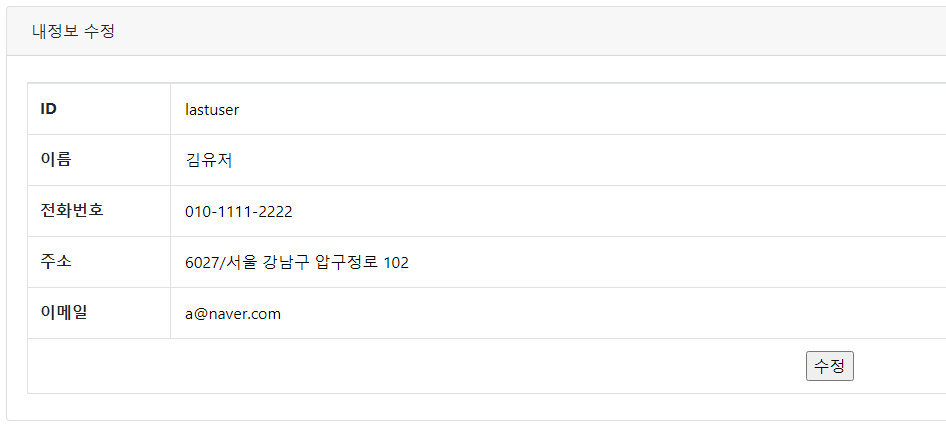 내정보 수정
ID lastuser
이름 김유저
전화번호 010-1111-2222
주소 6027/서울 강남구 압구정로 102
이메일 a@naver.com
수정